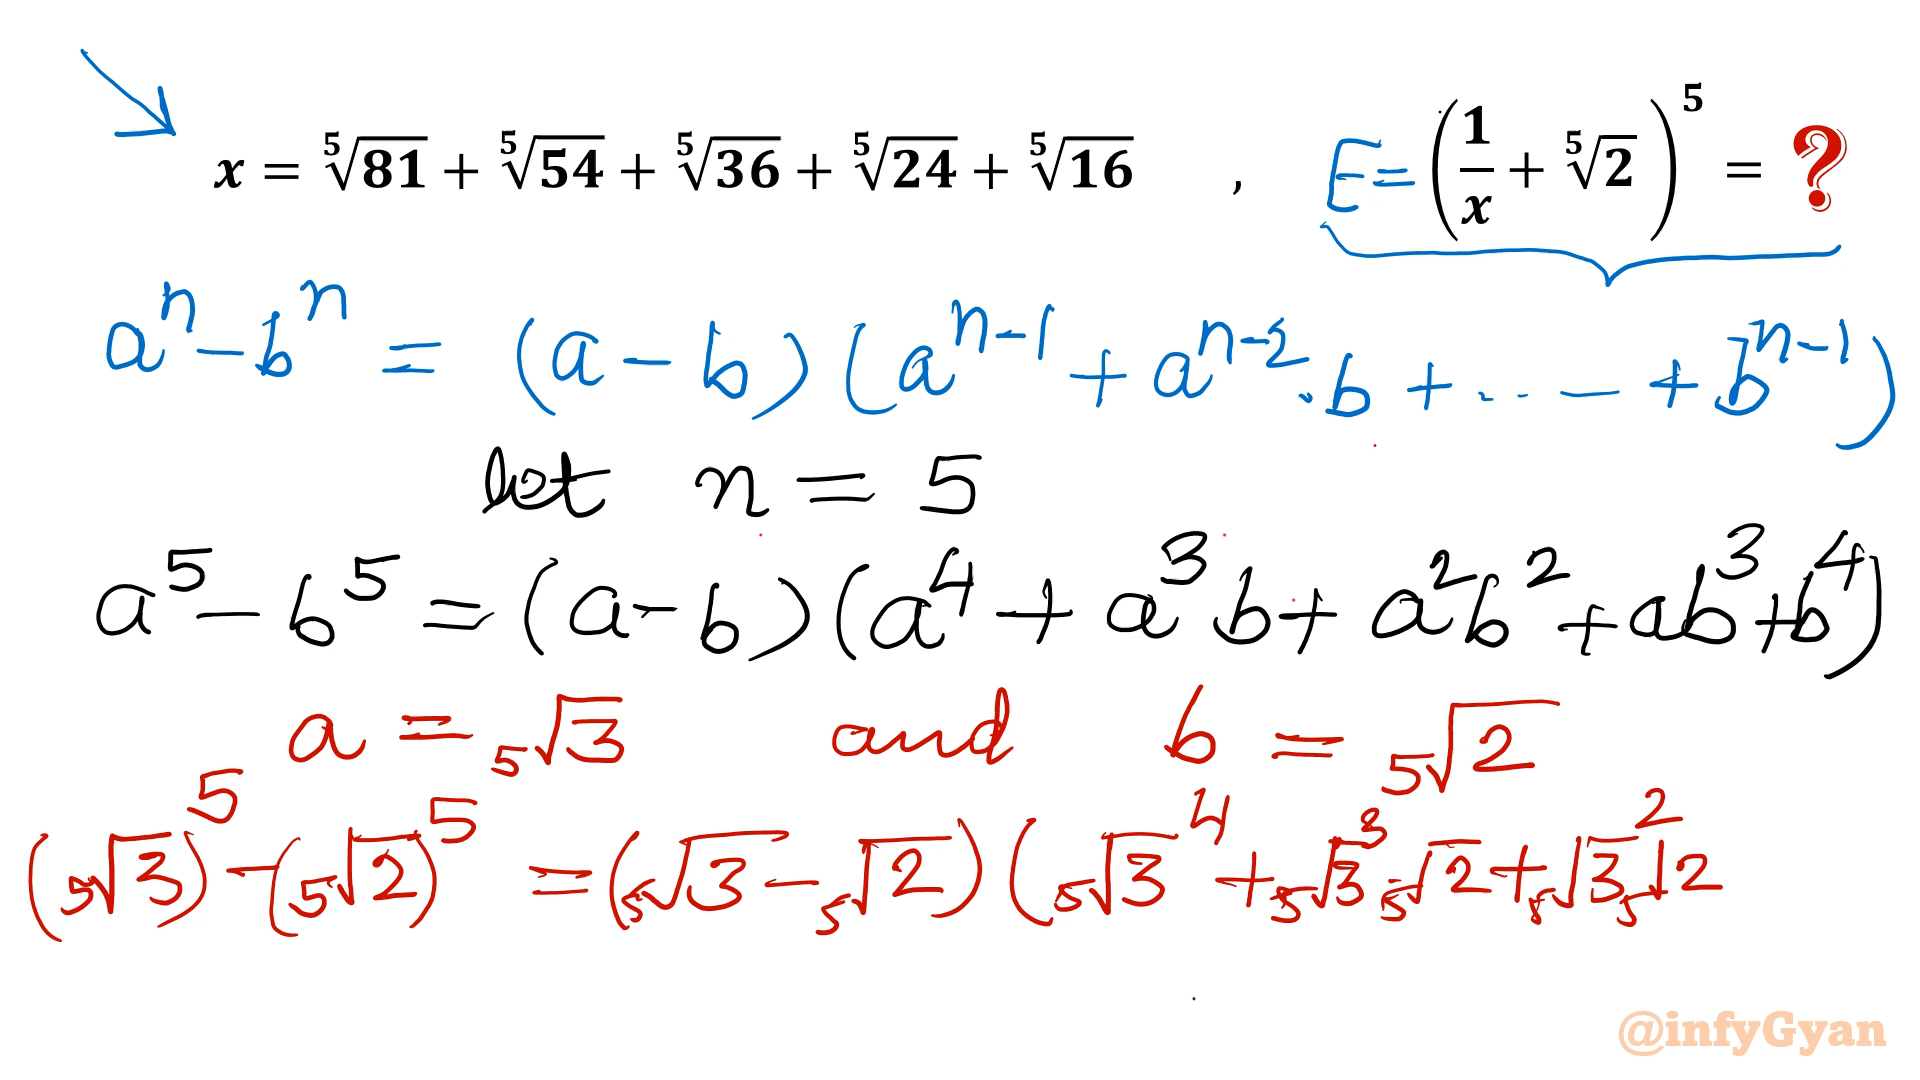 x = ⁵√81 + ⁵√54 + ⁵√36 + ⁵√24 + ⁵√16 , E = (1/x + ⁵√2)⁵ = ?
aⁿ - bⁿ = (a - b)(aⁿ⁻¹ + aⁿ⁻²·b + ..... + bⁿ⁻¹)
let n = 5
a⁵ - b⁵ = (a - b)(a⁴ + a³b + a²b² + ab³ + b⁴)
a = ⁵√3 and b = ⁵√2
(⁵√3)⁵ - (⁵√2)⁵ = (⁵√3 - ⁵√2)(⁵√3⁴ + ⁵√3³ ⁵√2 + ⁵√3² ⁵√2
@infyGyan